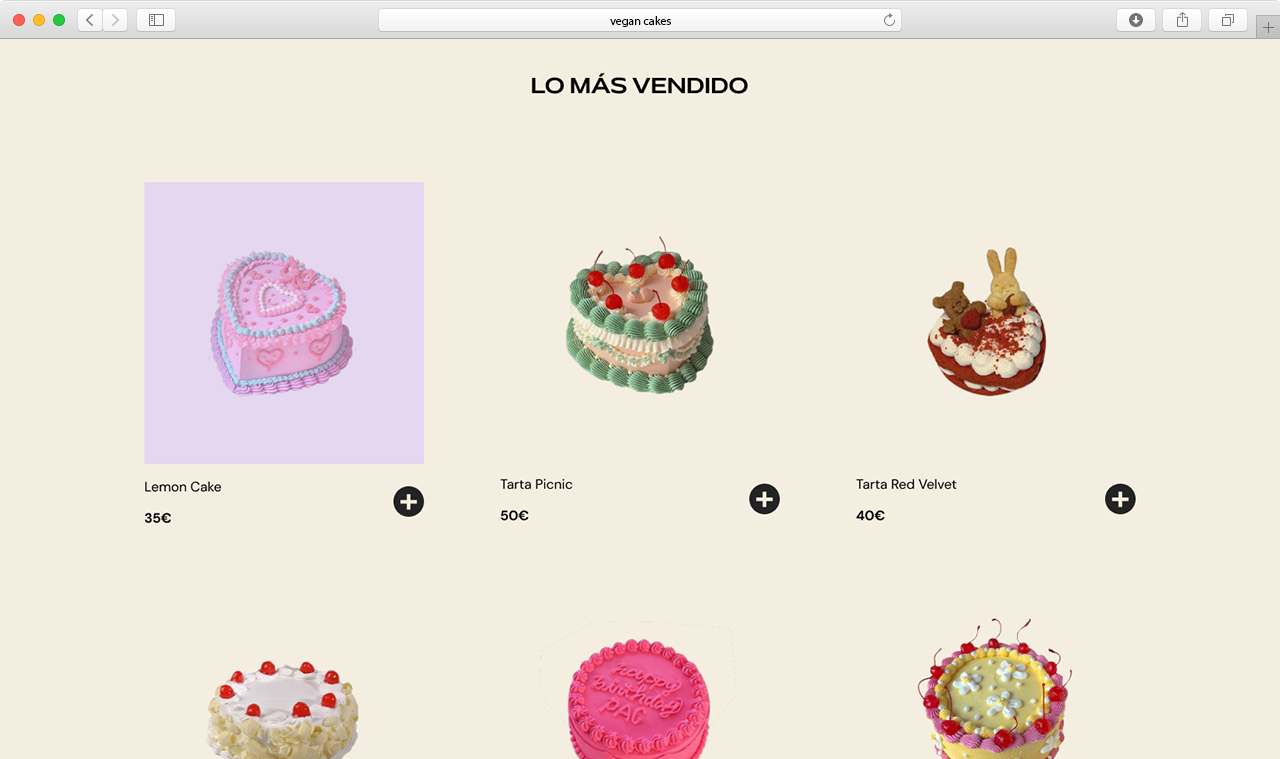 vegan cakes
LO MÁS VENDIDO
Lemon Cake
35€
Tarta Picnic
50€
Tarta Red Velvet
40€
happy
birthday
PAC